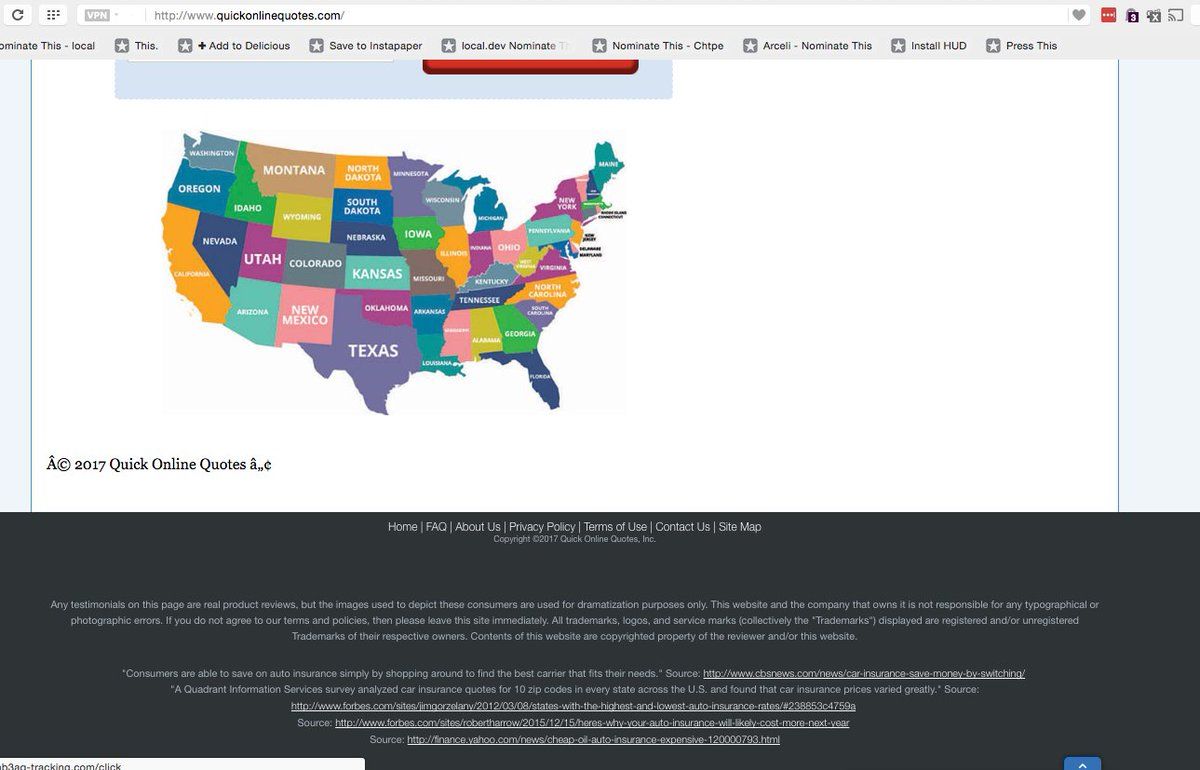 VPN
http://www.quickonlinequotes.com/
3
ominate This - local
This.
+ Add to Delicious
Save to Instapaper
local.dev Nominate Th
Nominate This - Chtpe
Arceli - Nominate This
Install HUD
Press This
WASHINGTON
MONTANA
NORTH DAKOTA
MINNESOTA
MAINE
OREGON
IDAHO
WYOMING
SOUTH DAKOTA
WISCONSIN
MICHIGAN
NEW YORK
RHODE ISLAND
CONNECTICUT
NEVADA
UTAH
COLORADO
NEBRASKA
IOWA
ILLINOIS
INDIANA
OHIO
PENNSYLVANIA
NEW JERSEY
DELAWARE
MARYLAND
CALIFORNIA
KANSAS
MISSOURI
KENTUCKY
WEST VIRGINIA
VIRGINIA
ARIZONA
NEW MEXICO
OKLAHOMA
ARKANSAS
TENNESSEE
NORTH CAROLINA
SOUTH CAROLINA
TEXAS
LOUISIANA
MISSISSIPPI
ALABAMA
GEORGIA
FLORIDA
Â© 2017 Quick Online Quotes â„¢
Home | FAQ | About Us | Privacy Policy | Terms of Use | Contact Us | Site Map
Copyright ©2017 Quick Online Quotes, Inc.
Any testimonials on this page are real product reviews, but the images used to depict these consumers are used for dramatization purposes only. This website and the company that owns it is not responsible for any typographical or
photographic errors. If you do not agree to our terms and policies, then please leave this site immediately. All trademarks, logos, and service marks (collectively the "Trademarks") displayed are registered and/or unregistered
Trademarks of their respective owners. Contents of this website are copyrighted property of the reviewer and/or this website.
"Consumers are able to save on auto insurance simply by shopping around to find the best carrier that fits their needs." Source: http://www.cbsnews.com/news/car-insurance-save-money-by-switching/
"A Quadrant Information Services survey analyzed car insurance quotes for 10 zip codes in every state across the U.S. and found that car insurance prices varied greatly." Source:
http://www.forbes.com/sites/jimgorzelany/2012/03/08/states-with-the-highest-and-lowest-auto-insurance-rates/#238853c4759a
Source: http://www.forbes.com/sites/robertharrow/2015/12/15/heres-why-your-auto-insurance-will-likely-cost-more-next-year
Source: http://finance.yahoo.com/news/cheap-oil-auto-insurance-expensive-120000793.html
b3aq-tracking.com/click